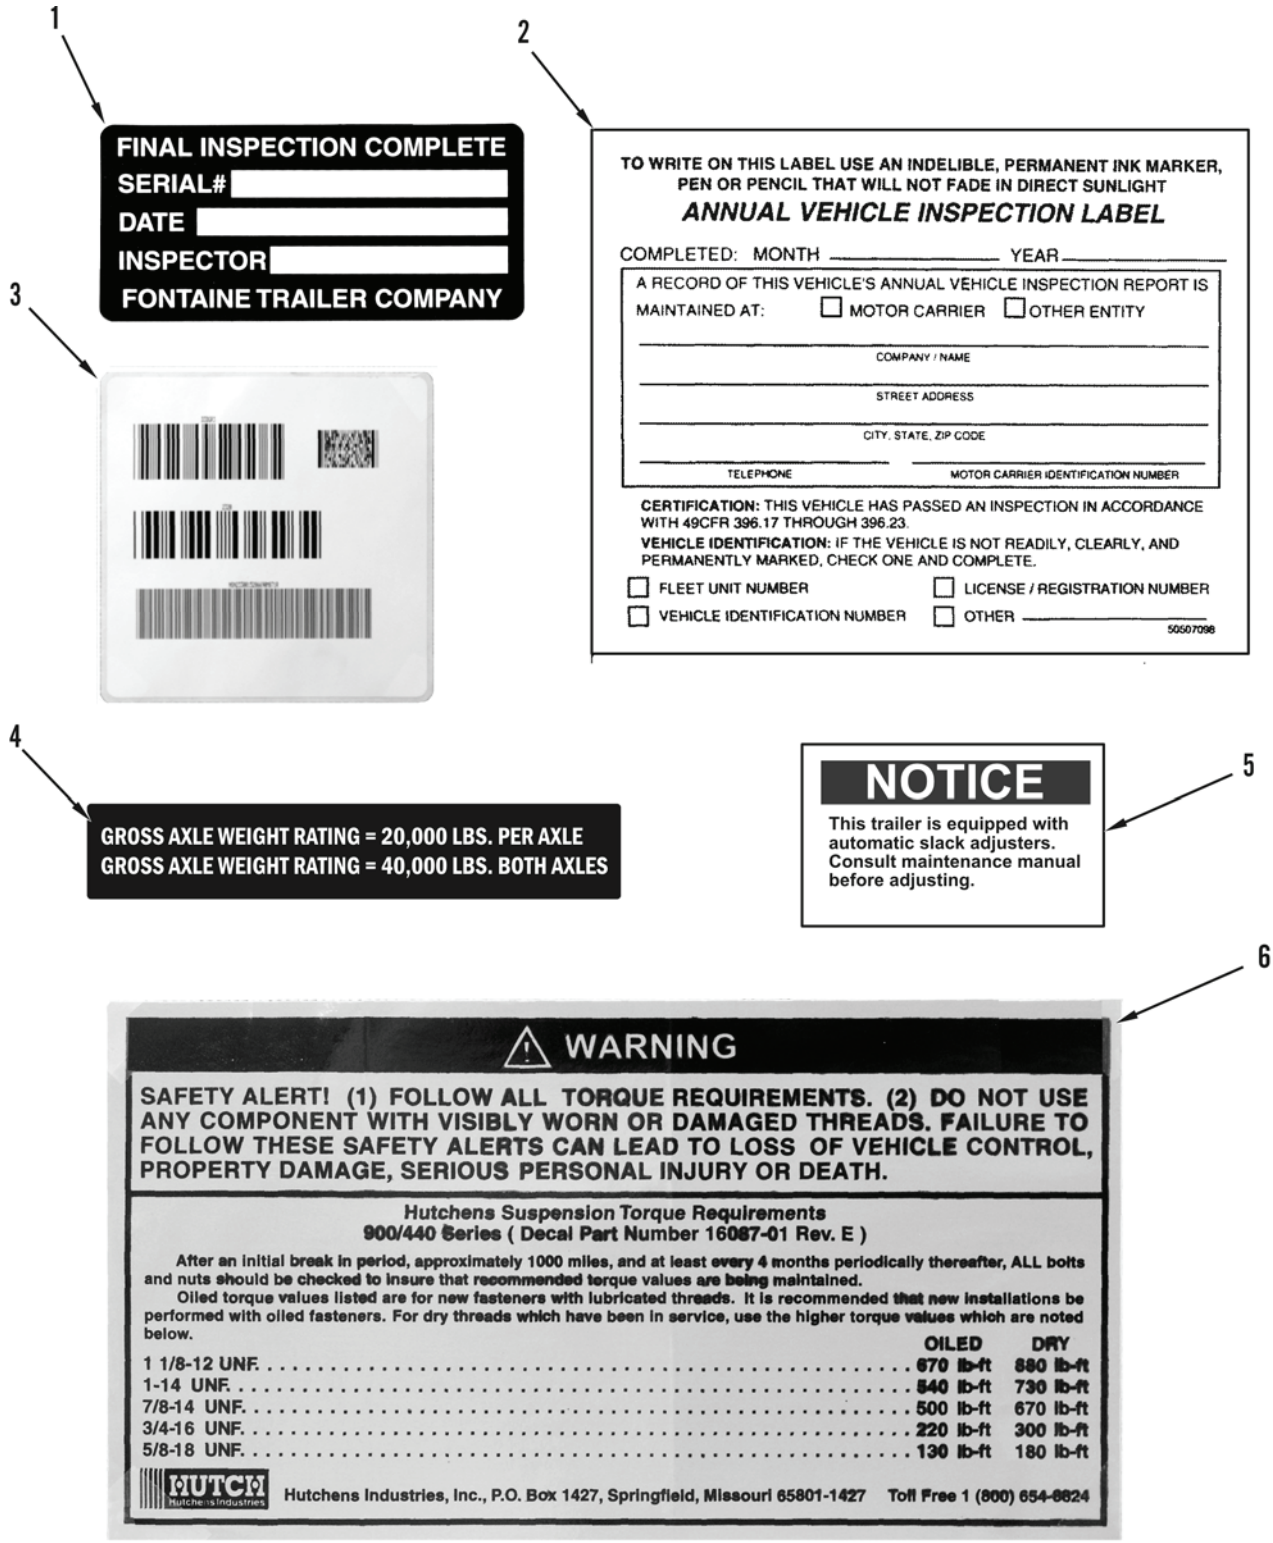 1
2
FINAL INSPECTION COMPLETE
SERIAL#
DATE
INSPECTOR
FONTAINE TRAILER COMPANY
TO WRITE ON THIS LABEL USE AN INDELIBLE, PERMANENT INK MARKER,
PEN OR PENCIL THAT WILL NOT FADE IN DIRECT SUNLIGHT
ANNUAL VEHICLE INSPECTION LABEL
COMPLETED: MONTH YEAR
A RECORD OF THIS VEHICLE'S ANNUAL VEHICLE INSPECTION REPORT IS
MAINTAINED AT: MOTOR CARRIER OTHER ENTITY
COMPANY / NAME
STREET ADDRESS
CITY, STATE, ZIP CODE
TELEPHONE MOTOR CARRIER IDENTIFICATION NUMBER
CERTIFICATION: THIS VEHICLE HAS PASSED AN INSPECTION IN ACCORDANCE
WITH 49CFR 396.17 THROUGH 396.23.
VEHICLE IDENTIFICATION: IF THE VEHICLE IS NOT READILY, CLEARLY, AND
PERMANENTLY MARKED, CHECK ONE AND COMPLETE.
FLEET UNIT NUMBER LICENSE / REGISTRATION NUMBER
VEHICLE IDENTIFICATION NUMBER OTHER
50507098
3
4
GROSS AXLE WEIGHT RATING = 20,000 LBS. PER AXLE
GROSS AXLE WEIGHT RATING = 40,000 LBS. BOTH AXLES
5
NOTICE
This trailer is equipped with
automatic slack adjusters.
Consult maintenance manual
before adjusting.
6
WARNING
SAFETY ALERT! (1) FOLLOW ALL TORQUE REQUIREMENTS. (2) DO NOT USE
ANY COMPONENT WITH VISIBLY WORN OR DAMAGED THREADS. FAILURE TO
FOLLOW THESE SAFETY ALERTS CAN LEAD TO LOSS OF VEHICLE CONTROL,
PROPERTY DAMAGE, SERIOUS PERSONAL INJURY OR DEATH.
Hutchens Suspension Torque Requirements
900/440 Series ( Decal Part Number 16087-01 Rev. E )
After an initial break in period, approximately 1000 miles, and at least every 4 months periodically thereafter, ALL bolts
and nuts should be checked to insure that recommended torque values are being maintained.
Oiled torque values listed are for new fasteners with lubricated threads. It is recommended that new installations be
performed with oiled fasteners. For dry threads which have been in service, use the higher torque values which are noted
below.
OILED DRY
1 1/8-12 UNF. 670 lb-ft 880 lb-ft
1-14 UNF. 540 lb-ft 730 lb-ft
7/8-14 UNF. 500 lb-ft 670 lb-ft
3/4-16 UNF. 220 lb-ft 300 lb-ft
5/8-18 UNF. 130 lb-ft 180 lb-ft
HUTCH
Hutchens Industries
Hutchens Industries, Inc., P.O. Box 1427, Springfield, Missouri 65801-1427 Toll Free 1 (800) 654-8824